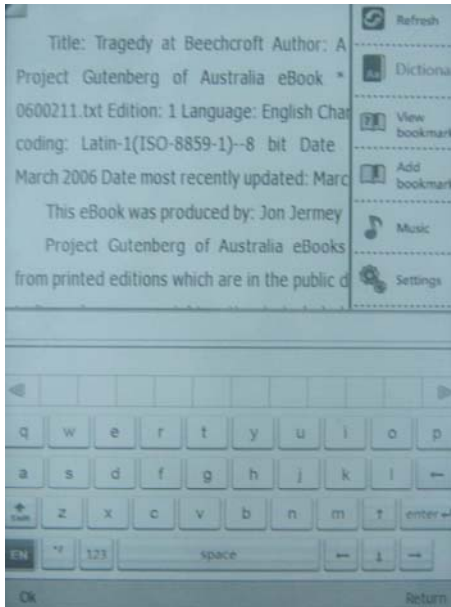 Title: Tragedy at Beechcroft Author: A
Project Gutenberg of Australia eBook *
0600211.txt Edition: 1 Language: English Char
coding: Latin-1(ISO-8859-1)--8 bit Date
March 2006 Date most recently updated: Marc
This eBook was produced by: Jon Jermey
Project Gutenberg of Australia eBooks
from printed editions which are in the public d
Refresh
Dictiona
View
bookmark
Add
bookmark
Music
Settings
q w e r t y u i o p
a s d f g h j k l ←
Shift z x c v b n m ↑ enter
EN 123 space ← ↓ →
Ok Return